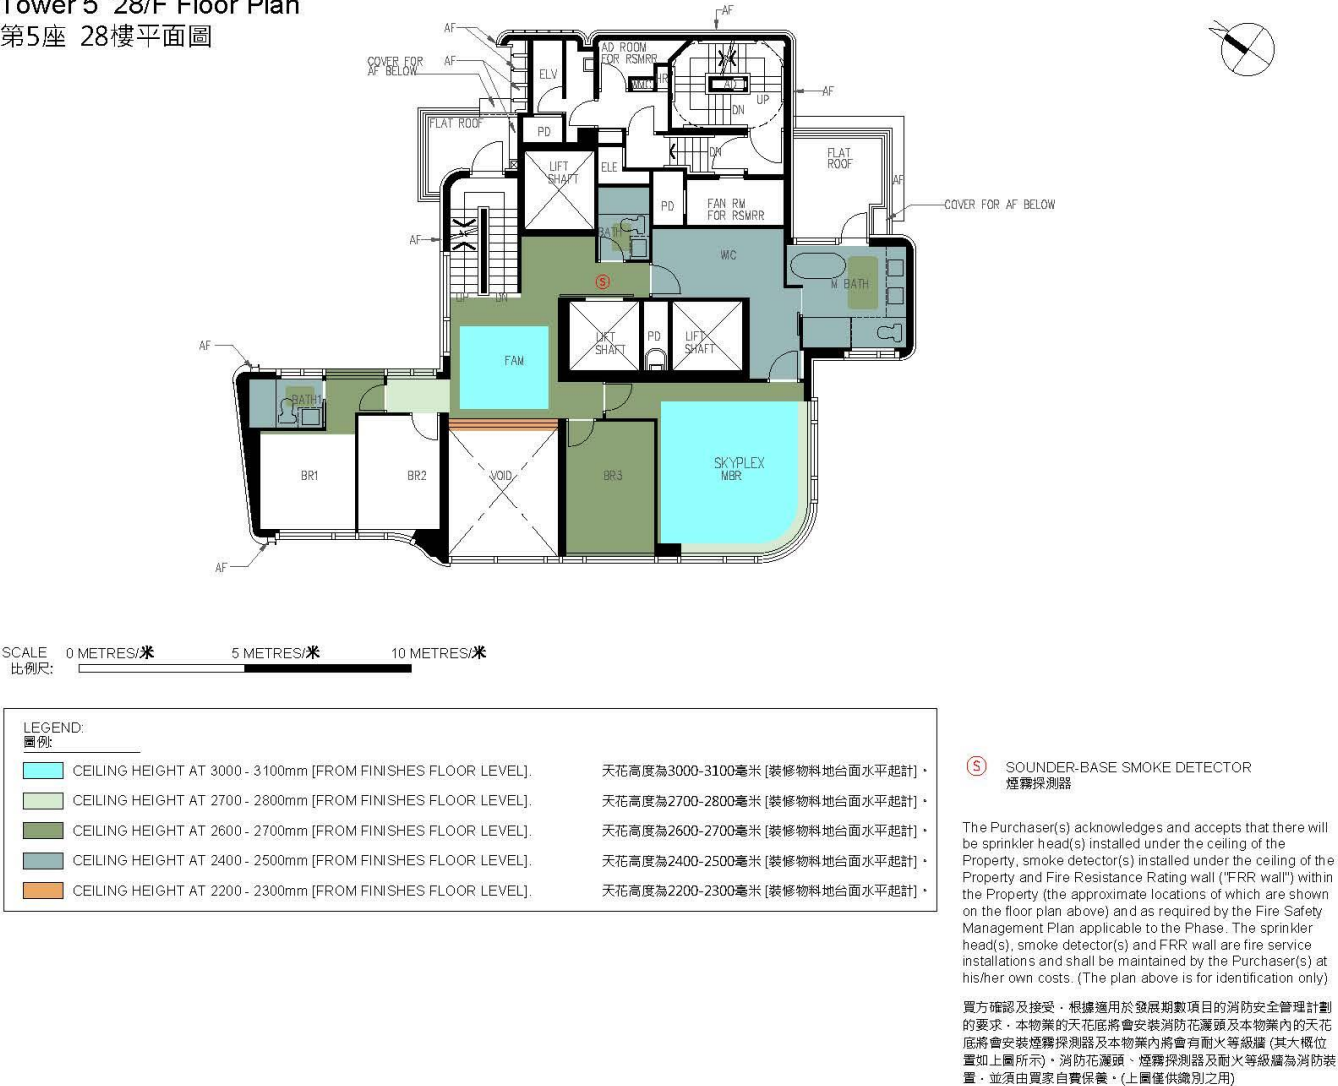 Tower 5 28/F Floor Plan
第5座 28樓平面圖
AF
AF
COVER FOR
AF BELOW
AF
AD ROOM
FOR RSMRR
ELV
HR
AD
UP
DN
AF
FLAT ROOF
PD
DN
FLAT
ROOF
LIFT
SHAFT
ELE
AF
PD
FAN RM
FOR RSMRR
COVER FOR AF BELOW
AF
BATH
WIC
S
M BATH
UP
DN
LIFT
SHAFT
PD
LIFT
SHAFT
AF
FAM
BATH1
BR1
BR2
VOID
BR3
SKYPLEX
MBR
AF
SCALE 0 METRES/米 5 METRES/米 10 METRES/米
比例尺:
LEGEND:
圖例:
CEILING HEIGHT AT 3000 - 3100mm [FROM FINISHES FLOOR LEVEL]. 天花高度為3000-3100毫米 [裝修物料地台面水平起計]。
CEILING HEIGHT AT 2700 - 2800mm [FROM FINISHES FLOOR LEVEL]. 天花高度為2700-2800毫米 [裝修物料地台面水平起計]。
CEILING HEIGHT AT 2600 - 2700mm [FROM FINISHES FLOOR LEVEL]. 天花高度為2600-2700毫米 [裝修物料地台面水平起計]。
CEILING HEIGHT AT 2400 - 2500mm [FROM FINISHES FLOOR LEVEL]. 天花高度為2400-2500毫米 [裝修物料地台面水平起計]。
CEILING HEIGHT AT 2200 - 2300mm [FROM FINISHES FLOOR LEVEL]. 天花高度為2200-2300毫米 [裝修物料地台面水平起計]。
S SOUNDER-BASE SMOKE DETECTOR
煙霧探測器
The Purchaser(s) acknowledges and accepts that there will
be sprinkler head(s) installed under the ceiling of the
Property, smoke detector(s) installed under the ceiling of the
Property and Fire Resistance Rating wall ("FRR wall") within
the Property (the approximate locations of which are shown
on the floor plan above) and as required by the Fire Safety
Management Plan applicable to the Phase. The sprinkler
head(s), smoke detector(s) and FRR wall are fire service
installations and shall be maintained by the Purchaser(s) at
his/her own costs. (The plan above is for identification only)
買方確認及接受，根據適用於發展期數項目的消防安全管理計劃
的要求，本物業的天花底將會安裝消防花灑頭及本物業內的天花
底將會安裝煙霧探測器及本物業內將會有耐火等級牆 (其大概位
置如上圖所示)。消防花灑頭、煙霧探測器及耐火等級牆為消防裝
置，並須由買家自費保養。(上圖僅供識別之用)